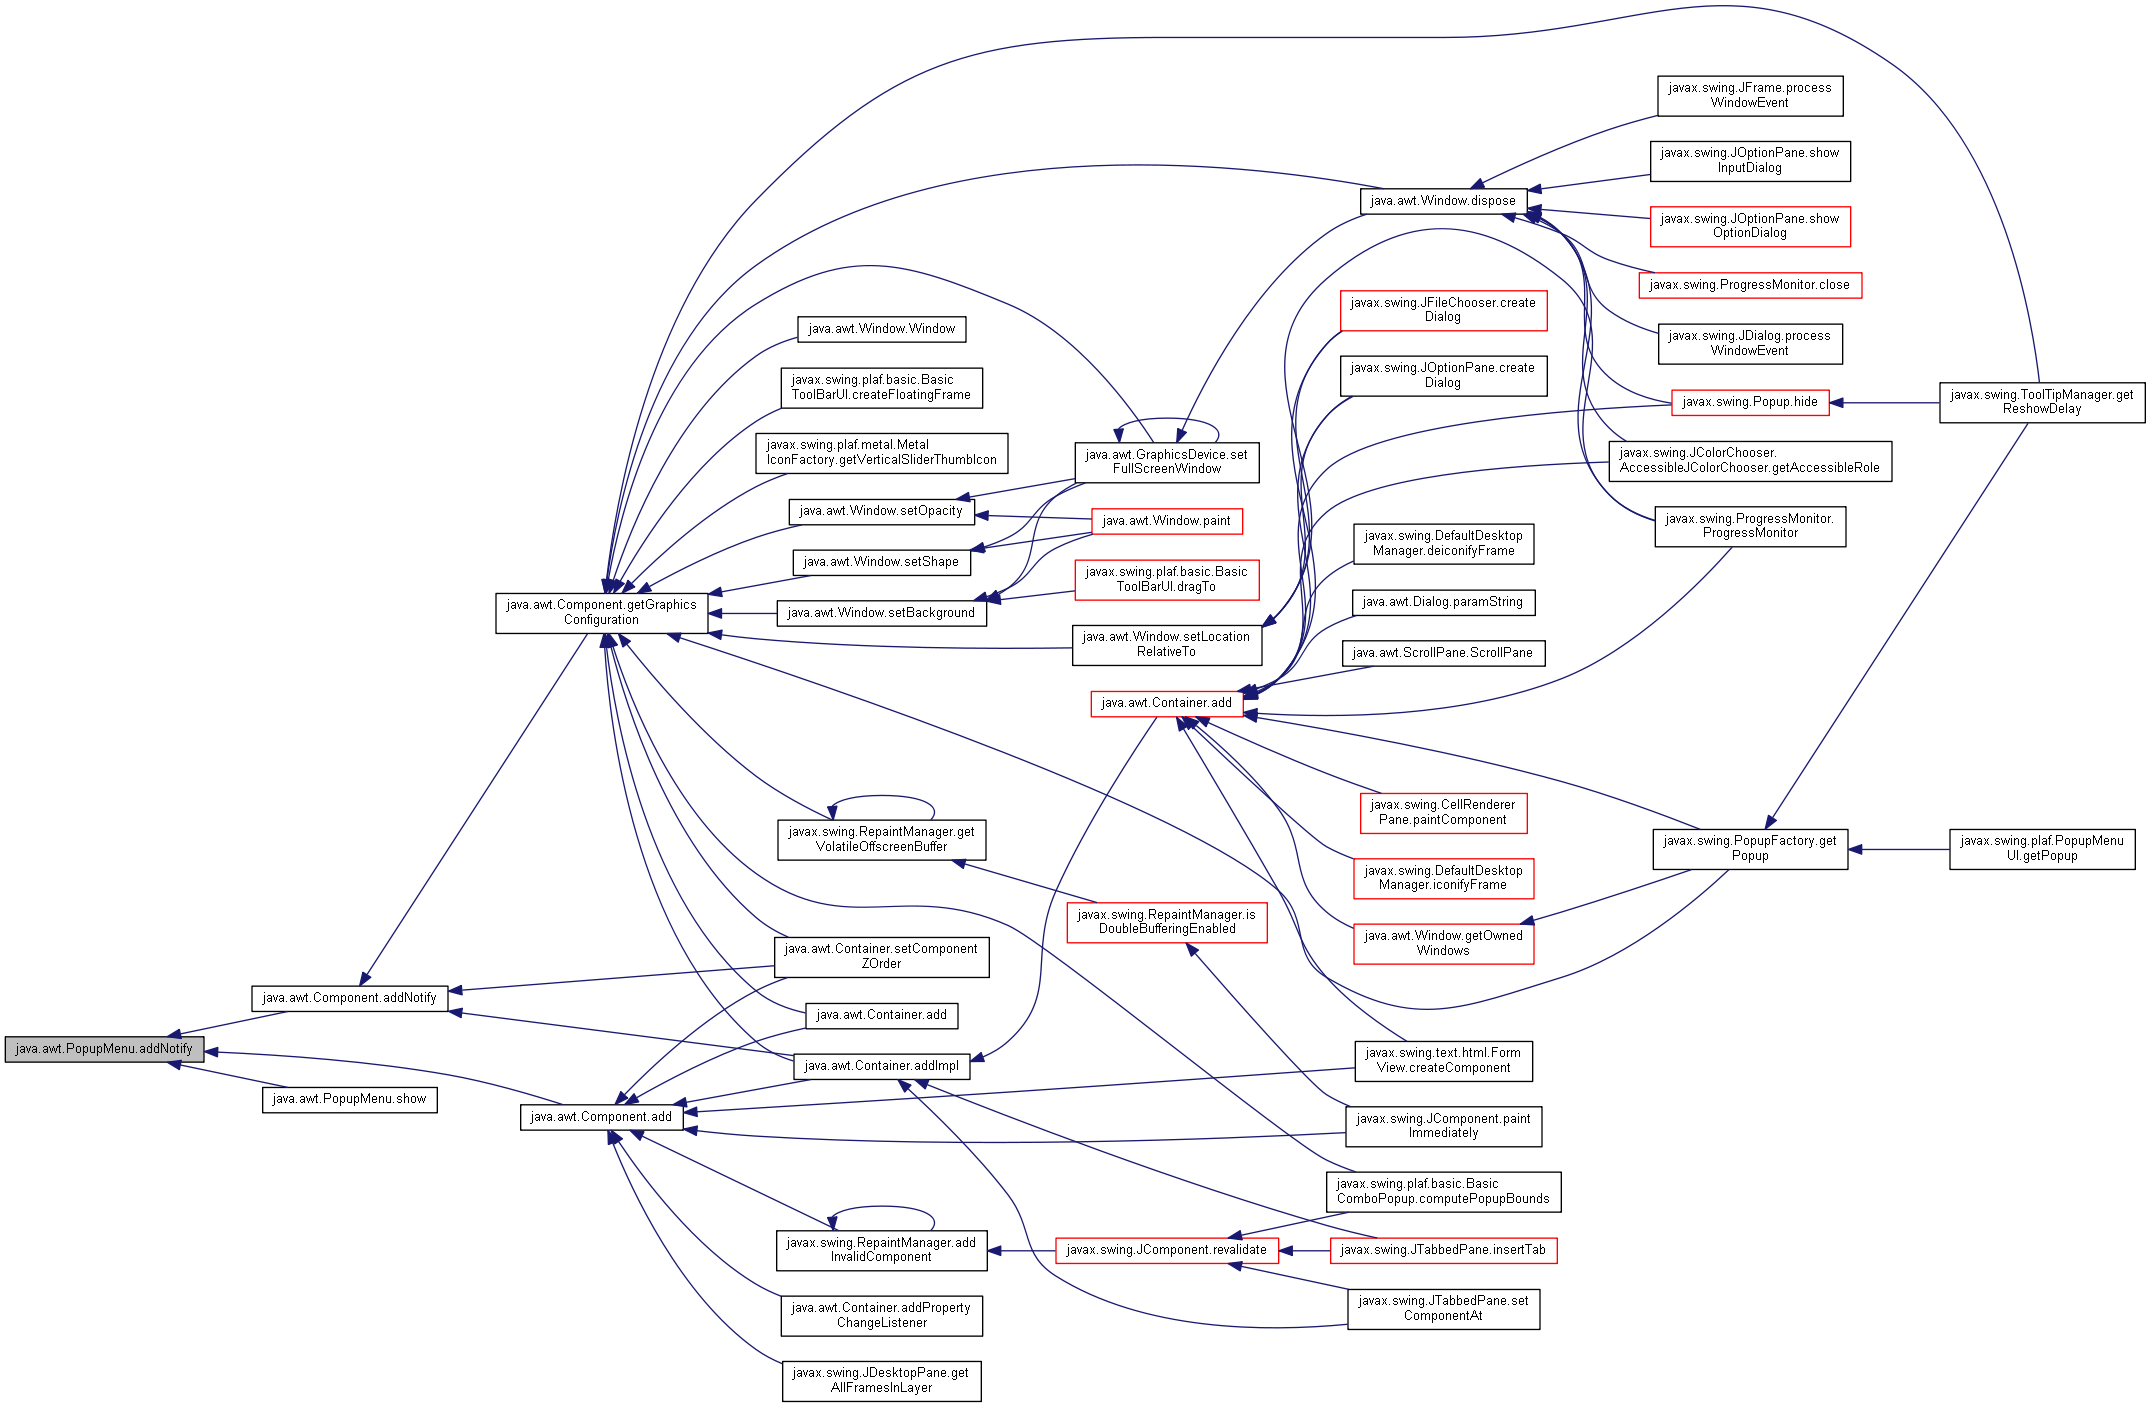 java.awt.PopupMenu.addNotify
java.awt.Component.addNotify
java.awt.PopupMenu.show
java.awt.Component.getGraphics
Configuration
java.awt.Component.add
java.awt.Window.Window
javax.swing.plaf.basic.Basic
ToolBarUI.createFloatingFrame
javax.swing.plaf.metal.Metal
IconFactory.getVerticalSliderThumbIcon
java.awt.Window.setOpacity
java.awt.Window.setShape
java.awt.Window.setBackground
javax.swing.RepaintManager.get
VolatileOffscreenBuffer
java.awt.Container.setComponent
ZOrder
java.awt.Container.add
java.awt.Container.addImpl
javax.swing.RepaintManager.add
InvalidComponent
java.awt.Container.addProperty
ChangeListener
javax.swing.JDesktopPane.get
AllFramesInLayer
java.awt.GraphicsDevice.set
FullScreenWindow
java.awt.Window.paint
javax.swing.plaf.basic.Basic
ToolBarUI.dragTo
java.awt.Window.setLocation
RelativeTo
java.awt.Container.add
javax.swing.RepaintManager.is
DoubleBufferingEnabled
javax.swing.JComponent.revalidate
java.awt.Window.dispose
javax.swing.JFileChooser.create
Dialog
javax.swing.JOptionPane.create
Dialog
javax.swing.DefaultDesktop
Manager.deiconifyFrame
java.awt.Dialog.paramString
java.awt.ScrollPane.ScrollPane
javax.swing.CellRenderer
Pane.paintComponent
javax.swing.DefaultDesktop
Manager.iconifyFrame
java.awt.Window.getOwned
Windows
javax.swing.text.html.Form
View.createComponent
javax.swing.JComponent.paint
Immediately
javax.swing.plaf.basic.Basic
ComboPopup.computePopupBounds
javax.swing.JTabbedPane.insertTab
javax.swing.JTabbedPane.set
ComponentAt
javax.swing.JFrame.process
WindowEvent
javax.swing.JOptionPane.show
InputDialog
javax.swing.JOptionPane.show
OptionDialog
javax.swing.ProgressMonitor.close
javax.swing.JDialog.process
WindowEvent
javax.swing.Popup.hide
javax.swing.JColorChooser.
AccessibleJColorChooser.getAccessibleRole
javax.swing.ProgressMonitor.
ProgressMonitor
javax.swing.PopupFactory.get
Popup
javax.swing.ToolTipManager.get
ReshowDelay
javax.swing.plaf.PopupMenu
UI.getPopup